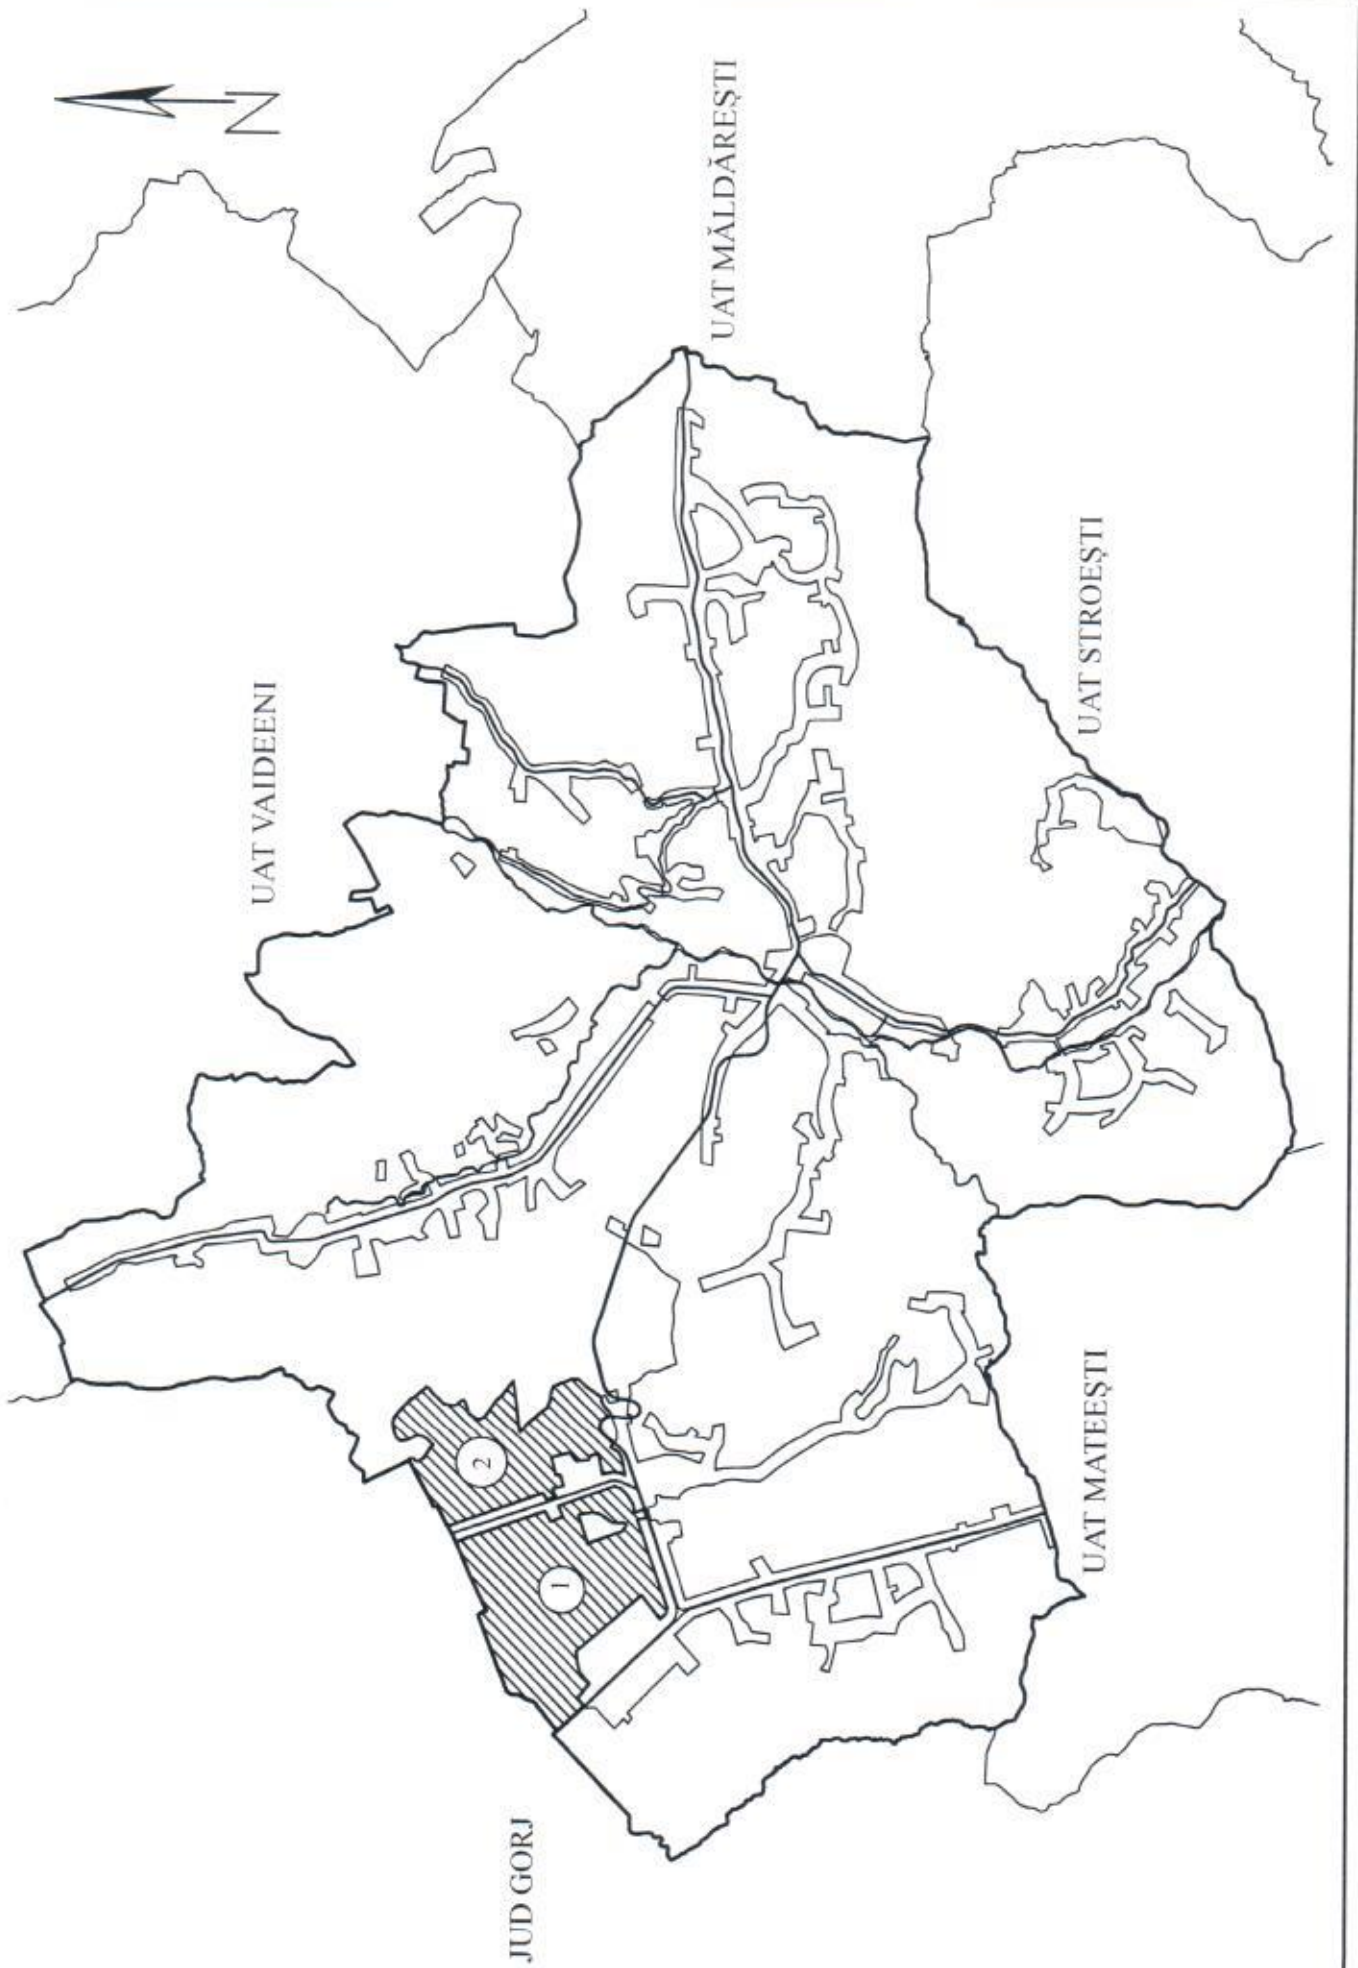 N
UAT VAIDEENI
UAT MĂLDĂREȘTI
JUD GORJ
2
1
UAT STROEȘTI
UAT MATEEȘTI